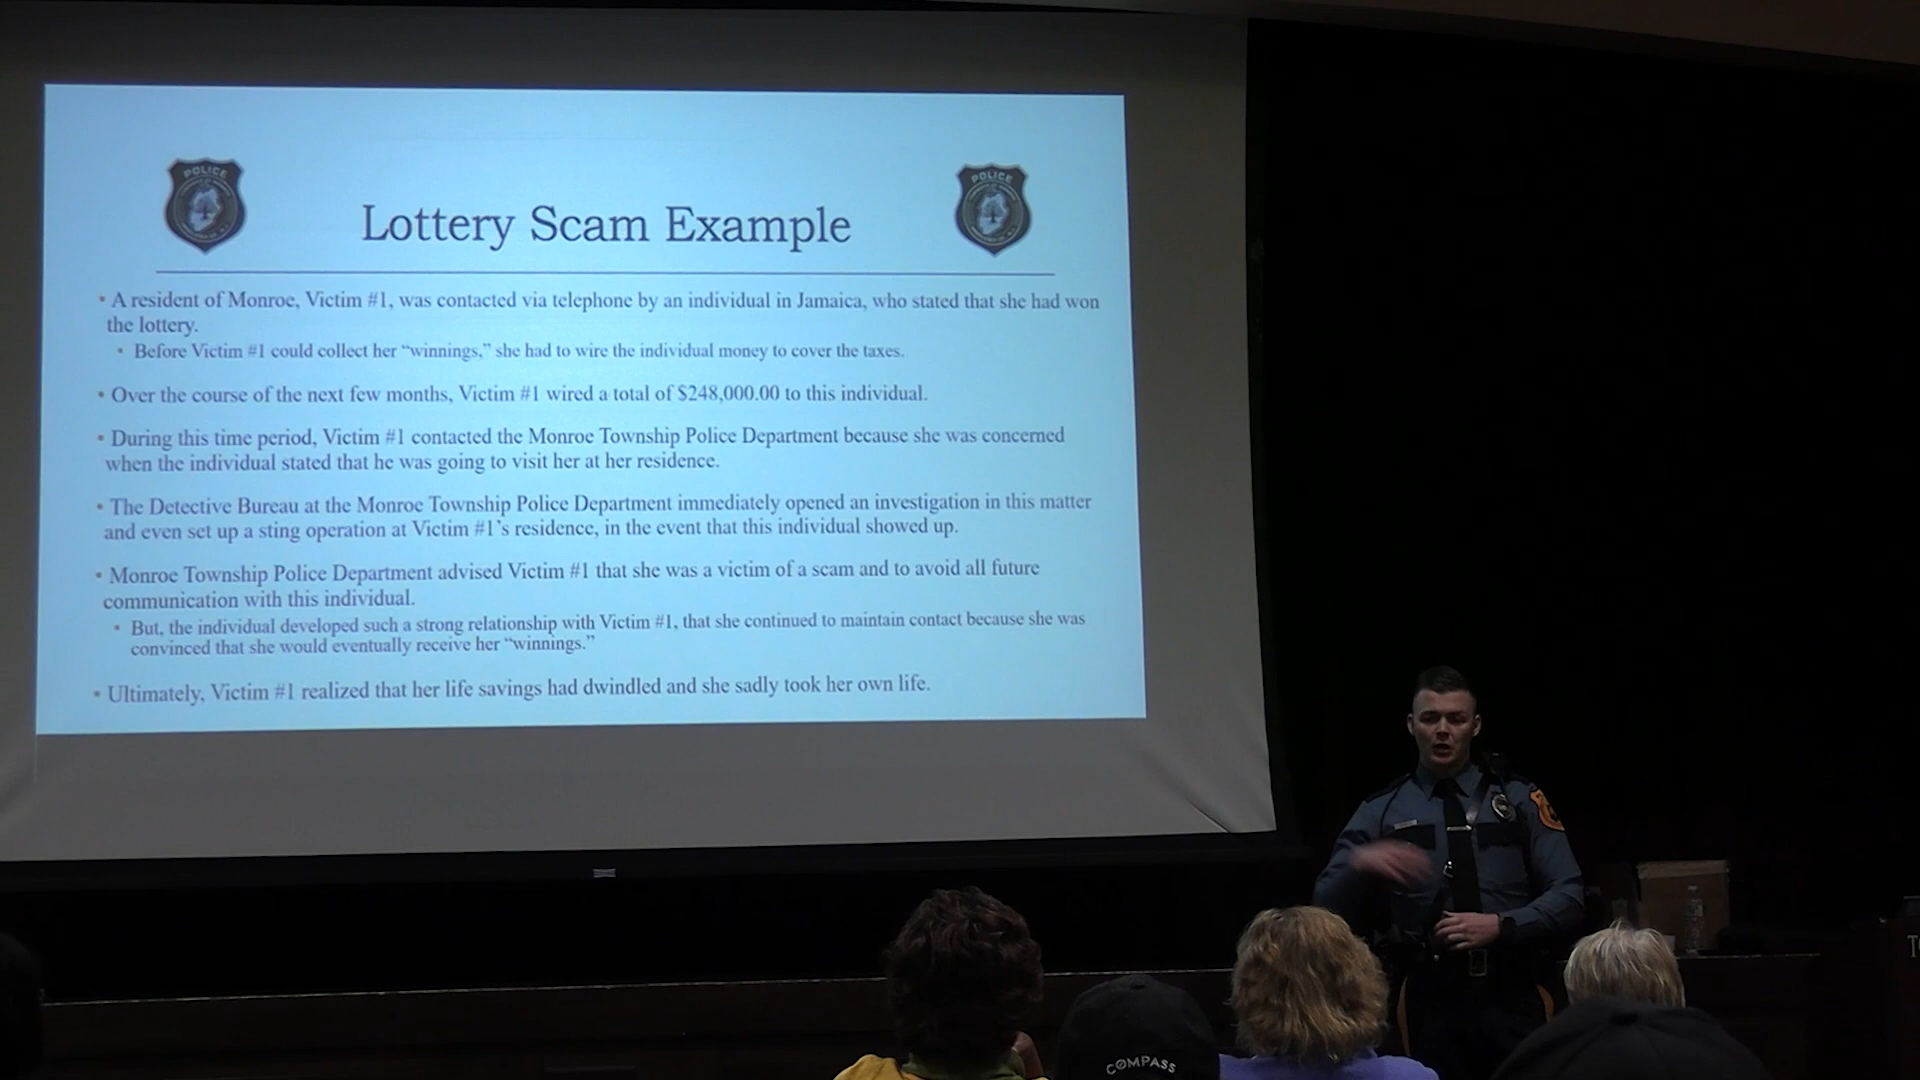 POLICE
POLICE
Lottery Scam Example
• A resident of Monroe, Victim #1, was contacted via telephone by an individual in Jamaica, who stated that she had won
the lottery.
• Before Victim #1 could collect her “winnings,” she had to wire the individual money to cover the taxes.
• Over the course of the next few months, Victim #1 wired a total of $248,000.00 to this individual.
• During this time period, Victim #1 contacted the Monroe Township Police Department because she was concerned
when the individual stated that he was going to visit her at her residence.
• The Detective Bureau at the Monroe Township Police Department immediately opened an investigation in this matter
and even set up a sting operation at Victim #1’s residence, in the event that this individual showed up.
• Monroe Township Police Department advised Victim #1 that she was a victim of a scam and to avoid all future
communication with this individual.
• But, the individual developed such a strong relationship with Victim #1, that she continued to maintain contact because she was
convinced that she would eventually receive her “winnings.”
• Ultimately, Victim #1 realized that her life savings had dwindled and she sadly took her own life.
COMPASS